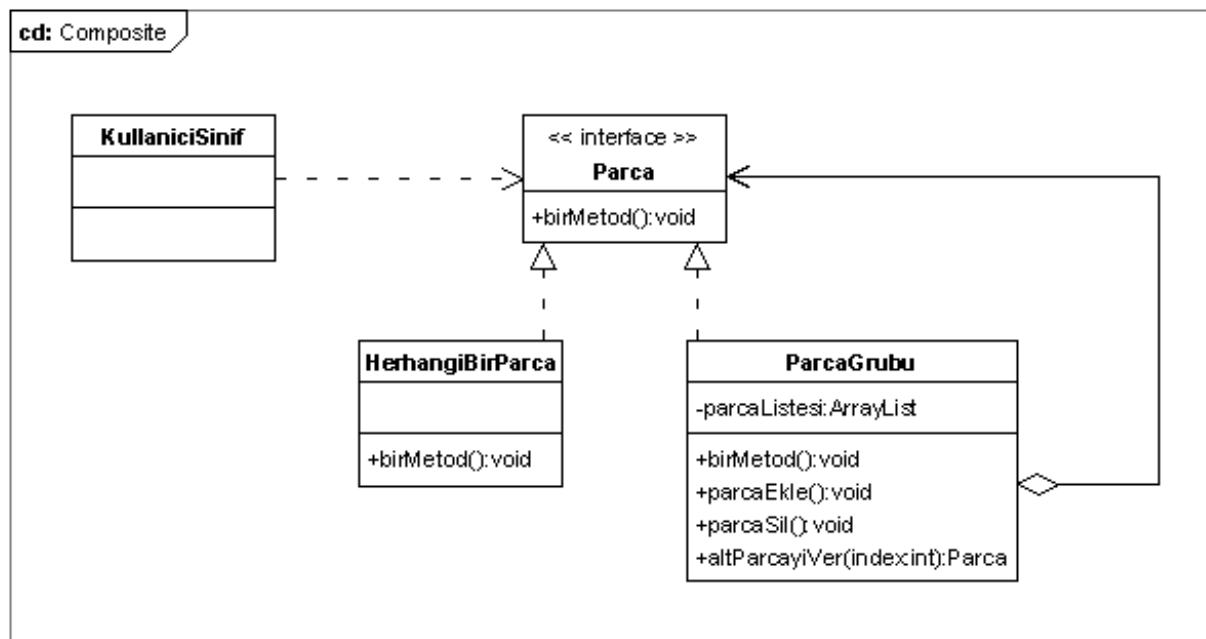 cd: Composite
KullaniciSinif
<< interface >>
Parca
+birMetod():void
HerhangiBirParca
+birMetod():void
ParcaGrubu
-parcaListesi:ArrayList
+birMetod():void
+parcaEkle():void
+parcaSil():void
+altParcayiVer(index:int):Parca